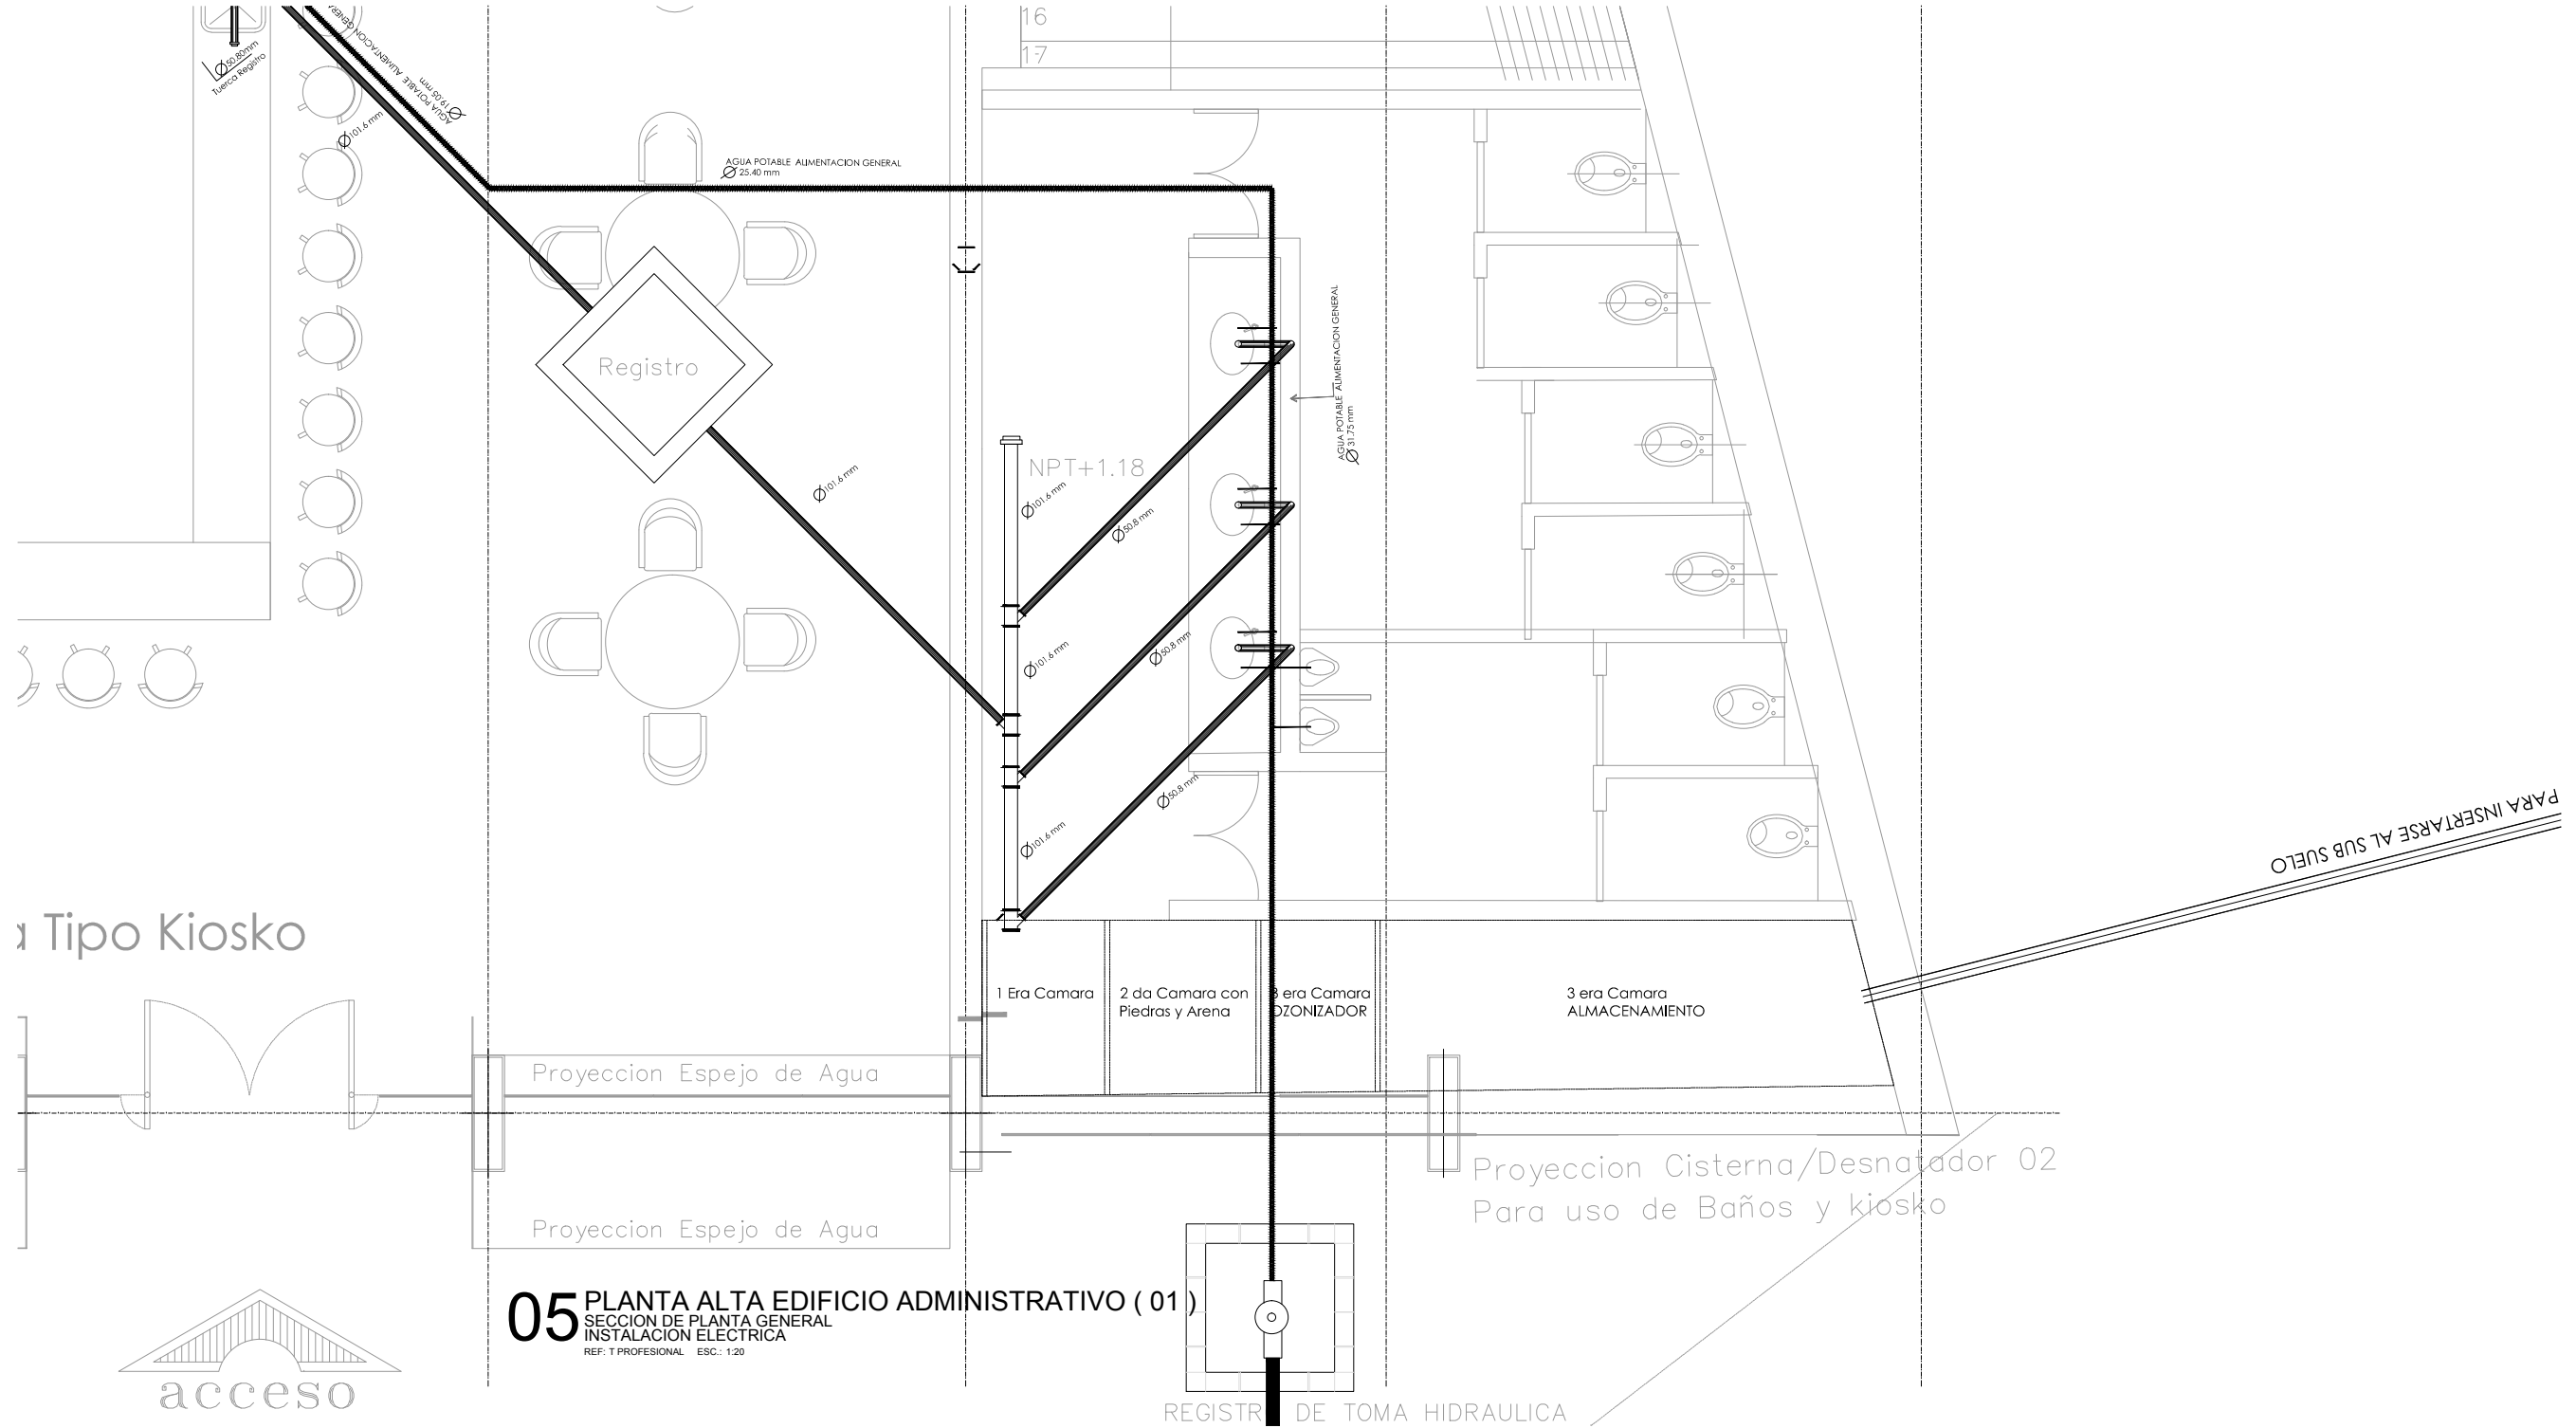 16
17
Ø50.80mm
Tuerca Registro
AGUA POTABLE ALIMENTACION GENERA
Ø 19.05 mm
Ø101.6 mm
AGUA POTABLE ALIMENTACION GENERAL
Ø 25.40 mm
AGUA POTABLE ALIMENTACION GENERAL
Ø 31.75 mm
Registro
NPT+1.18
Ø101.6 mm
Ø101.6 mm
Ø50.8 mm
Ø101.6 mm
Ø50.8 mm
Ø50.8 mm
Ø101.6 mm
PARA INSERTARSE AL SUB SUELO
a Tipo Kiosko
1 Era Camara
2 da Camara con
Piedras y Arena
3 era Camara
OZONIZADOR
3 era Camara
ALMACENAMIENTO
Proyeccion Espejo de Agua
Proyeccion Espejo de Agua
Proyeccion Cisterna/Desnatador 02
Para uso de Baños y kiosko
05 PLANTA ALTA EDIFICIO ADMINISTRATIVO ( 01 )
SECCION DE PLANTA GENERAL
INSTALACION ELECTRICA
REF: T PROFESIONAL ESC.: 1:20
acceso
REGISTRO DE TOMA HIDRAULICA